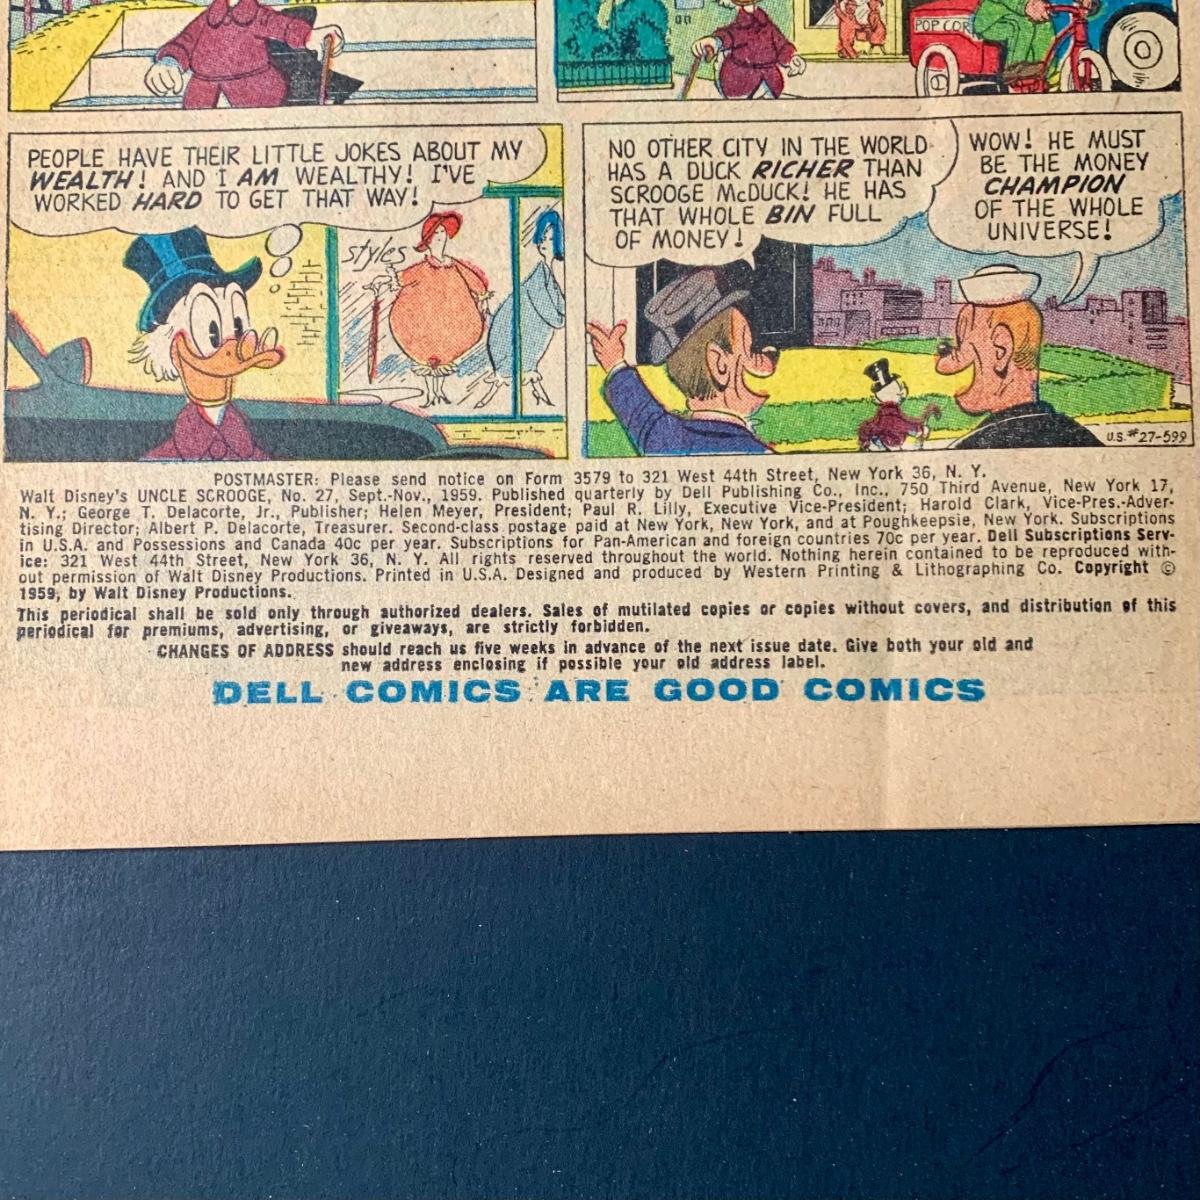 on
POP COR
PEOPLE HAVE THEIR LITTLE JOKES ABOUT MY
WEALTH! AND I AM WEALTHY! I'VE
WORKED HARD TO GET THAT WAY!
styles
NO OTHER CITY IN THE WORLD
HAS A DUCK RICHER THAN
SCROOGE McDUCK! HE HAS
THAT WHOLE BIN FULL
OF MONEY!
WOW! HE MUST
BE THE MONEY
CHAMPION
OF THE WHOLE
UNIVERSE!
U.S.#27-599
POSTMASTER: Please send notice on Form 3579 to 321 West 44th Street, New York 36, N. Y.
Walt Disney's UNCLE SCROOGE, No. 27, Sept.-Nov., 1959. Published quarterly by Dell Publishing Co., Inc., 750 Third Avenue, New York 17,
N. Y.; George T. Delacorte, Jr., Publisher; Helen Meyer, President; Paul R. Lilly, Executive Vice-President; Harold Clark, Vice-Pres.-Adver-
tising Director; Albert P. Delacorte, Treasurer. Second-class postage paid at New York, New York, and at Poughkeepsie, New York. Subscriptions
in U.S.A. and Possessions and Canada 40c per year. Subscriptions for Pan-American and foreign countries 70c per year. Dell Subscriptions Serv-
ice: 321 West 44th Street, New York 36, N. Y. All rights reserved throughout the world. Nothing herein contained to be reproduced with-
out permission of Walt Disney Productions. Printed in U.S.A. Designed and produced by Western Printing & Lithographing Co. Copyright ©
1959, by Walt Disney Productions.
This periodical shall be sold only through authorized dealers. Sales of mutilated copies or copies without covers, and distribution of this
periodical for premiums, advertising, or giveaways, are strictly forbidden.
CHANGES OF ADDRESS should reach us five weeks in advance of the next issue date. Give both your old and
new address enclosing if possible your old address label.
DELL COMICS ARE GOOD COMICS